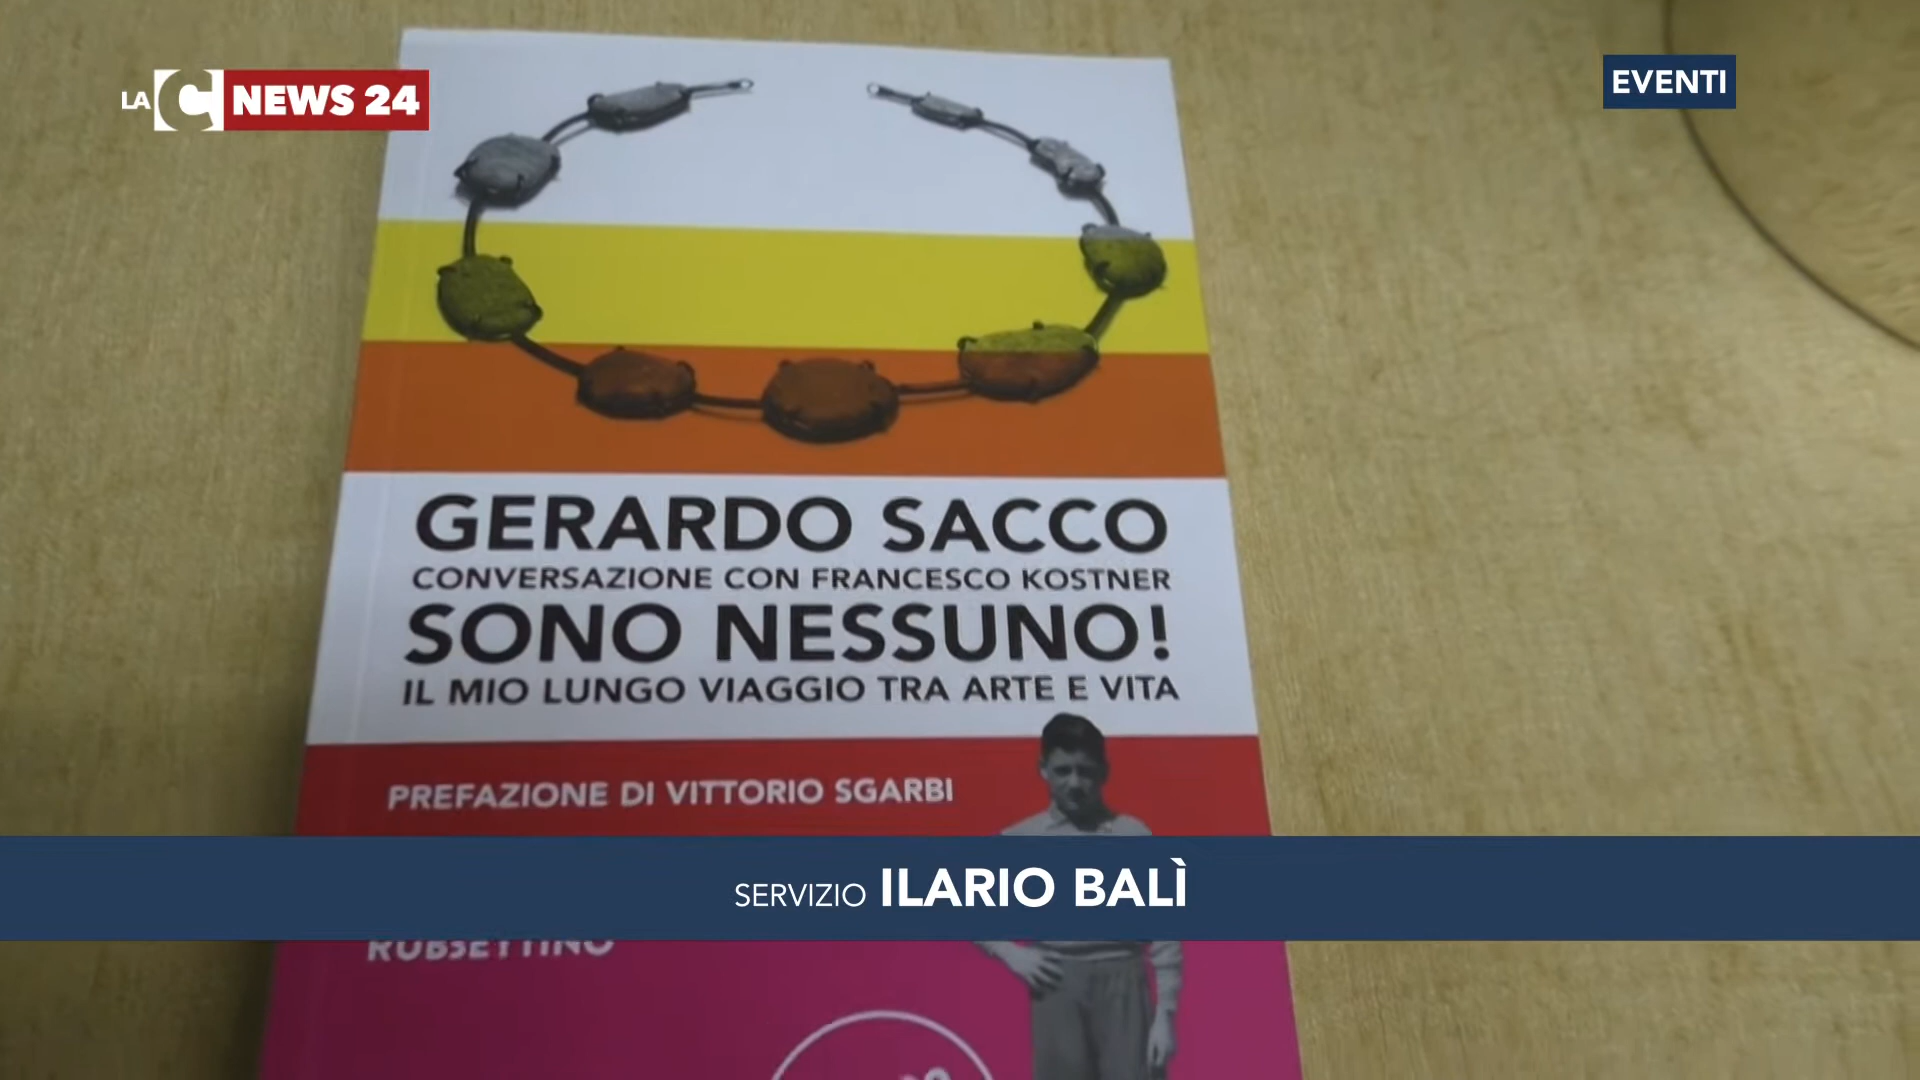 LA C NEWS 24
EVENTI
GERARDO SACCO
CONVERSAZIONE CON FRANCESCO KOSTNER
SONO NESSUNO!
IL MIO LUNGO VIAGGIO TRA ARTE E VITA
PREFAZIONE DI VITTORIO SGARBI
SERVIZIO ILARIO BALÌ
RUBBETTINO